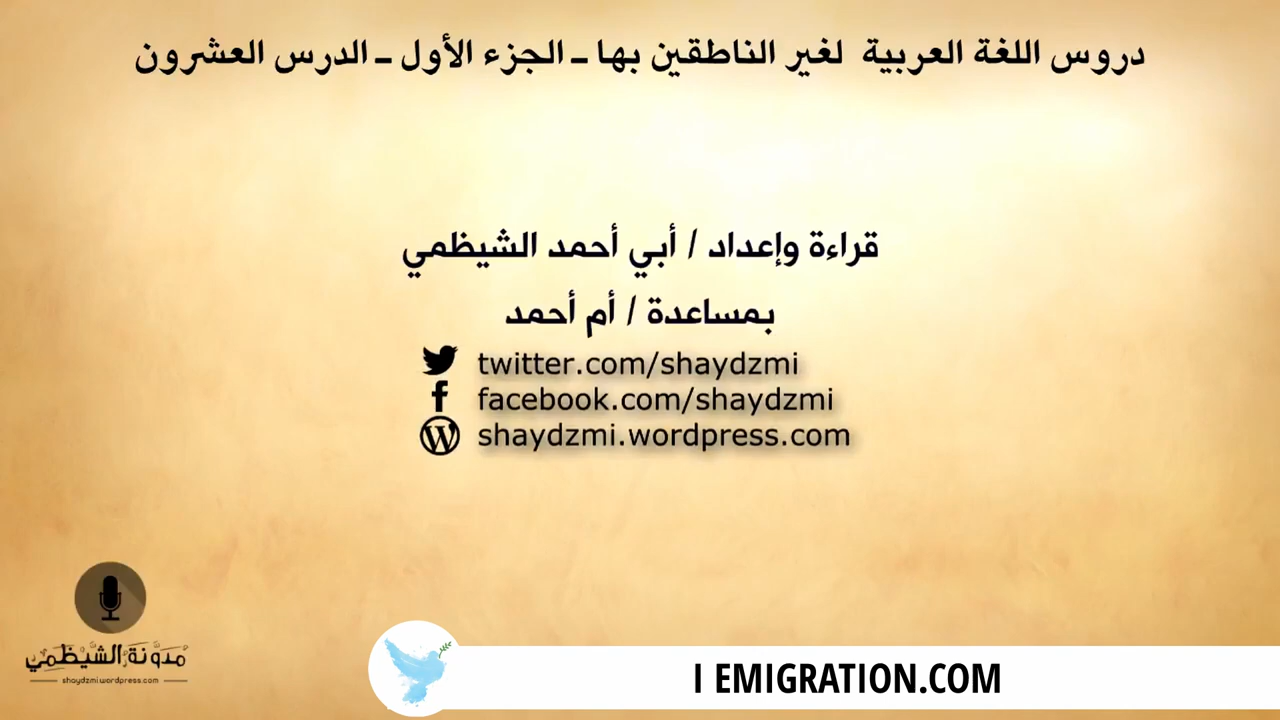 دروس اللغة العربية لغير الناطقين بها ـ الجزء الأول ـ الدرس العشرون
قراءة وإعداد / أبي أحمد الشيظمي
بمساعدة / أم أحمد
twitter.com/shaydzmi
facebook.com/shaydzmi
shaydzmi.wordpress.com
مدونة الشيظمي
shaydzmi.wordpress.com
I EMIGRATION.COM